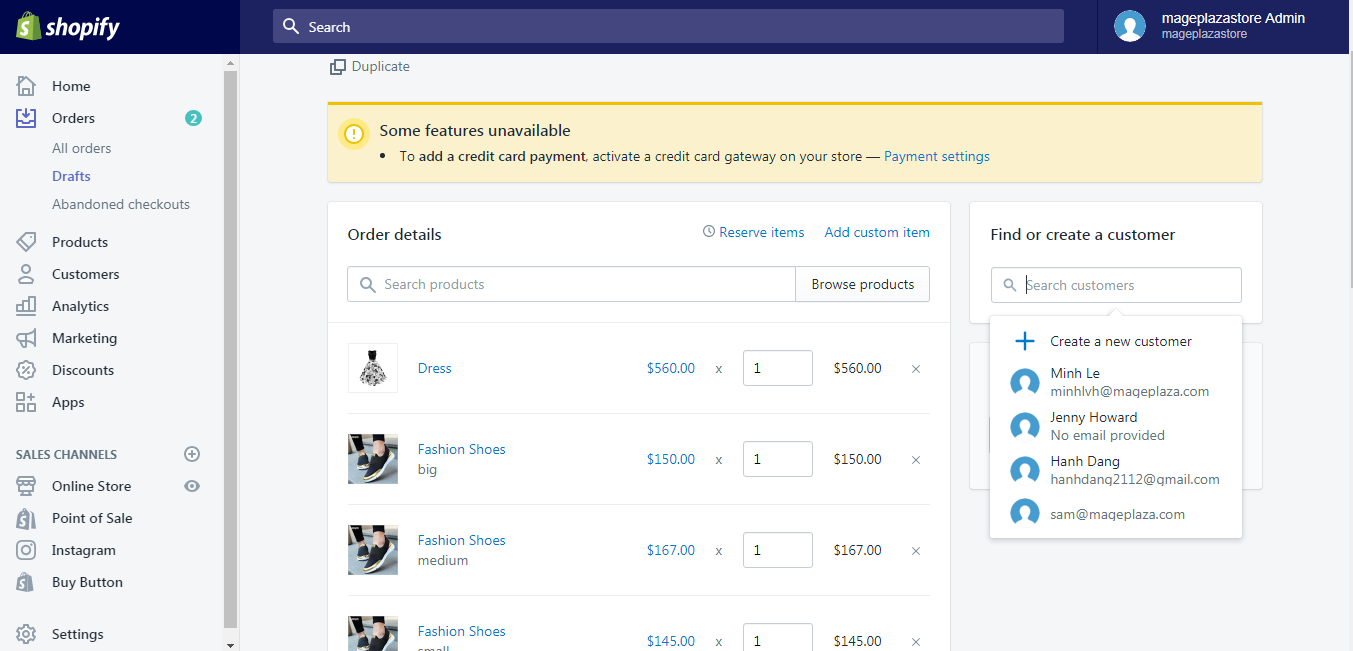 shopify
Search
mageplazastore Admin
mageplazastore
Home
Orders
2
All orders
Drafts
Abandoned checkouts
Products
Customers
Analytics
Marketing
Discounts
Apps
SALES CHANNELS
Online Store
Point of Sale
Instagram
Buy Button
Settings
Duplicate
Some features unavailable
• To add a credit card payment, activate a credit card gateway on your store — Payment settings
Order details
Reserve items
Add custom item
Search products
Browse products
Dress
$560.00 x 1 $560.00 ×
Fashion Shoes
big
$150.00 x 1 $150.00 ×
Fashion Shoes
medium
$167.00 x 1 $167.00 ×
Fashion Shoes
small
$145.00 x 1 $145.00 ×
Find or create a customer
Search customers
Create a new customer
Minh Le
minhlvh@mageplaza.com
Jenny Howard
No email provided
Hanh Dang
hanhdang2112@gmail.com
sam@mageplaza.com